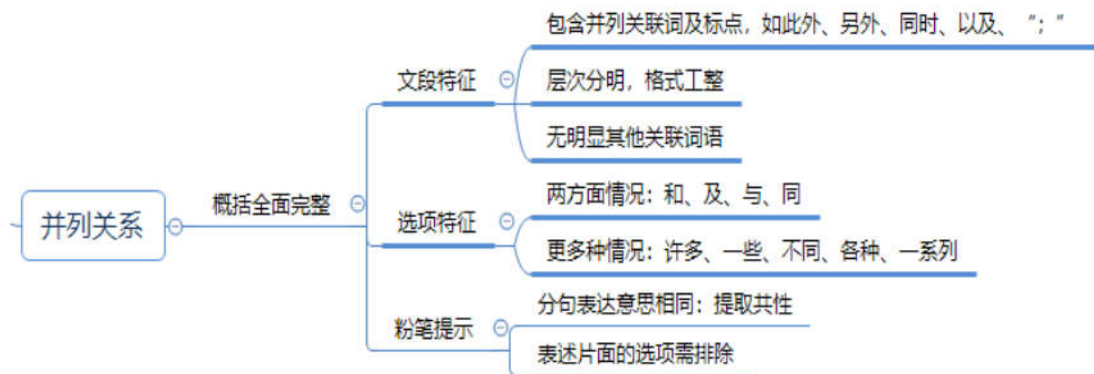 并列关系
概括全面完整
文段特征
包含并列关联词及标点，如此外、另外、同时、以及、“；”
层次分明，格式工整
无明显其他关联词语
选项特征
两方面情况：和、及、与、同
更多种情况：许多、一些、不同、各种、一系列
粉笔提示
分句表达意思相同：提取共性
表述片面的选项需排除